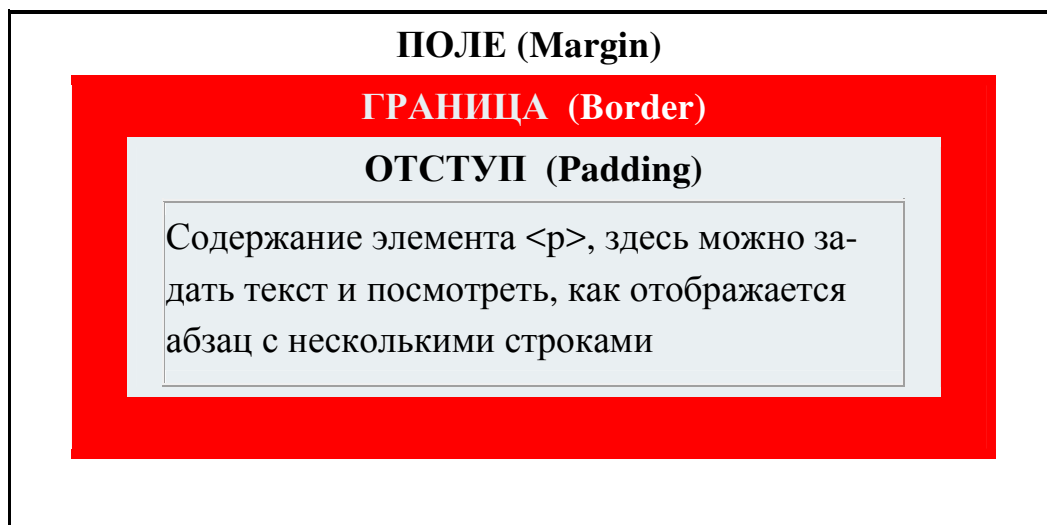 ПОЛЕ (Margin)
ГРАНИЦА (Border)
ОТСТУП (Padding)
Содержание элемента <p>, здесь можно за-
дать текст и посмотреть, как отображается
абзац с несколькими строками